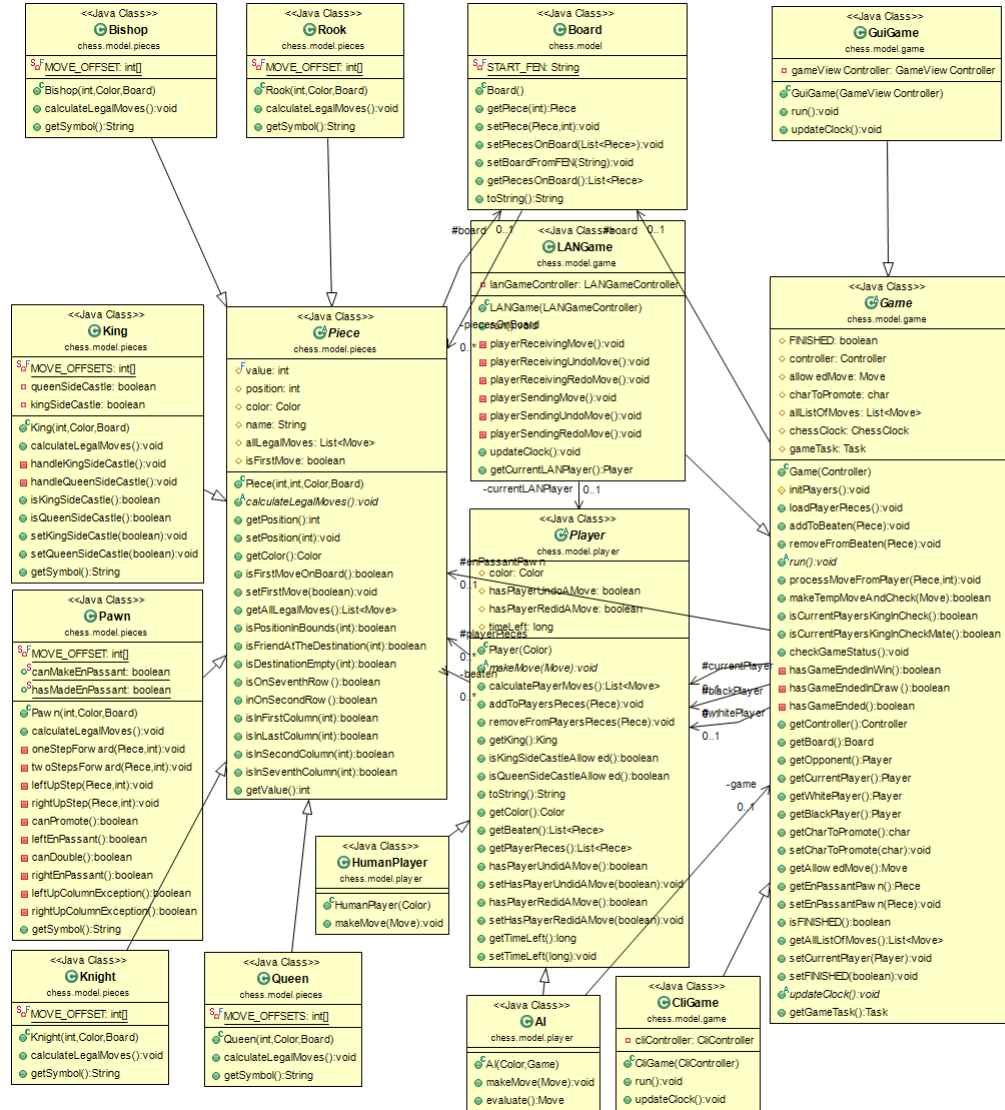 <<Java Class>>
Bishop
chess.model.pieces
MOVE_OFFSET: int[]
Bishop(int,Color,Board)
calculateLegalMoves():void
getSymbol():String
<<Java Class>>
Rook
chess.model.pieces
MOVE_OFFSET: int[]
Rook(int,Color,Board)
calculateLegalMoves():void
getSymbol():String
<<Java Class>>
Board
chess.model
START_FEN: String
Board()
getPiece(int):Piece
setPiece(Piece,int):void
setPiecesOnBoard(List<Piece>):void
setBoardFromFEN(String):void
getPiecesOnBoard():List<Piece>
toString():String
<<Java Class>>
GuiGame
chess.model.game
gameViewController: GameViewController
GuiGame(GameViewController)
run():void
updateClock():void
#board
0..1
#board
0..1
<<Java Class>>
LANGame
chess.model.game
lanGameController: LANGameController
LANGame(LANGameController)
run():void
playerReceivingMove():void
playerReceivingUndoMove():void
playerReceivingRedoMove():void
playerSendingMove():void
playerSendingUndoMove():void
playerSendingRedoMove():void
updateClock():void
getCurrentLANPlayer():Player
-piecesOnBoard
0..*
-currentLANPlayer
0..1
<<Java Class>>
King
chess.model.pieces
MOVE_OFFSETS: int[]
queenSideCastle: boolean
kingSideCastle: boolean
King(int,Color,Board)
calculateLegalMoves():void
handleKingSideCastle():void
handleQueenSideCastle():void
isKingSideCastle():boolean
isQueenSideCastle():boolean
setKingSideCastle(boolean):void
setQueenSideCastle(boolean):void
getSymbol():String
<<Java Class>>
Piece
chess.model.pieces
value: int
position: int
color: Color
name: String
allLegalMoves: List<Move>
isFirstMove: boolean
Piece(int,int,Color,Board)
calculateLegalMoves():void
getPosition():int
setPosition(int):void
getColor():Color
isFirstMoveOnBoard():boolean
setFirstMove(boolean):void
getAllLegalMoves():List<Move>
isPositionInBounds(int):boolean
isFriendAtTheDestination(int):boolean
isDestinationEmpty(int):boolean
isOnSeventhRow():boolean
inOnSecondRow():boolean
isInFirstColumn(int):boolean
isInLastColumn(int):boolean
isInSecondColumn(int):boolean
isInSeventhColumn(int):boolean
getValue():int
<<Java Class>>
Game
chess.model.game
FINISHED: boolean
controller: Controller
allowedMove: Move
charToPromote: char
allListOfMoves: List<Move>
chessClock: ChessClock
gameTask: Task
Game(Controller)
initPlayers():void
loadPlayerPieces():void
addToBeaten(Piece):void
removeFromBeaten(Piece):void
run():void
processMoveFromPlayer(Piece,int):void
makeTempMoveAndCheck(Move):boolean
isCurrentPlayersKingInCheck():boolean
isCurrentPlayersKingInCheckMate():boolean
checkGameStatus():void
hasGameEndedInWin():boolean
hasGameEndedInDraw():boolean
hasGameEnded():boolean
getController():Controller
getBoard():Board
getOpponent():Player
getCurrentPlayer():Player
getWhitePlayer():Player
getBlackPlayer():Player
getCharToPromote:char
setCharToPromote(char):void
getAllowedMove():Move
getEnPassantPawn():Piece
setEnPassantPawn(Piece):void
isFINISHED():boolean
getAllListOfMoves():List<Move>
setCurrentPlayer(Player):void
setFINISHED(boolean):void
updateClock():void
getGameTask():Task
<<Java Class>>
Player
chess.model.player
color: Color
hasPlayerUndoAMove: boolean
hasPlayerRedidAMove: boolean
timeLeft: long
Player(Color)
makeMove(Move):void
calculatePlayerMoves():List<Move>
addToPlayersPieces(Piece):void
removeFromPlayersPieces(Piece):void
getKing():King
isKingSideCastleAllowed():boolean
isQueenSideCastleAllowed():boolean
toString():String
getColor():Color
getBeaten():List<Piece>
getPlayerPieces():List<Piece>
hasPlayerUndidAMove():boolean
setHasPlayerUndidAMove(boolean):void
hasPlayerRedidAMove():boolean
setHasPlayerRedidAMove(boolean):void
getTimeLeft():long
setTimeLeft(long):void
#enPassantPawn
0..1
#playerPieces
0..*
-beaten
0..*
#currentPlayer
0..1
#blackPlayer
#whitePlayer
0..1
-game
0..1
<<Java Class>>
Pawn
chess.model.pieces
MOVE_OFFSET: int[]
canMakeEnPassant: boolean
hasMadeEnPassant: boolean
Pawn(int,Color,Board)
calculateLegalMoves():void
oneStepForward(Piece,int):void
twoStepsForward(Piece,int):void
leftUpStep(Piece,int):void
rightUpStep(Piece,int):void
canPromote():boolean
leftEnPassant():boolean
canDouble():boolean
rightEnPassant():boolean
leftUpColumnException():boolean
rightUpColumnException():boolean
getSymbol():String
<<Java Class>>
HumanPlayer
chess.model.player
HumanPlayer(Color)
makeMove(Move):void
<<Java Class>>
Knight
chess.model.pieces
MOVE_OFFSET: int[]
Knight(int,Color,Board)
calculateLegalMoves():void
getSymbol():String
<<Java Class>>
Queen
chess.model.pieces
MOVE_OFFSETS: int[]
Queen(int,Color,Board)
calculateLegalMoves():void
getSymbol():String
<<Java Class>>
AI
chess.model.player
AI(Color,Game)
makeMove(Move):void
evaluate():Move
<<Java Class>>
CliGame
chess.model.game
cliController: CliController
CliGame(CliController)
run():void
updateClock():void